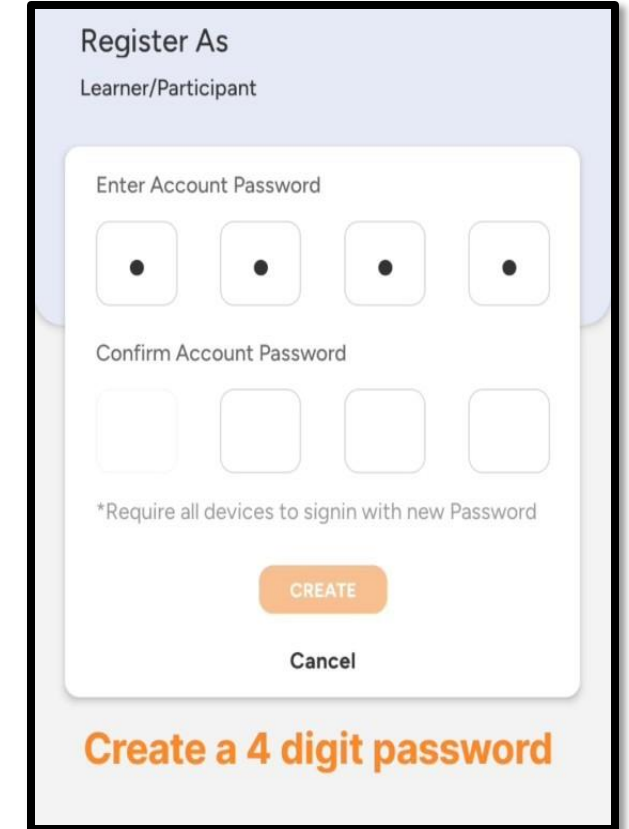 Register As
Learner/Participant
Enter Account Password
Confirm Account Password
*Require all devices to signin with new Password
CREATE
Cancel
Create a 4 digit password